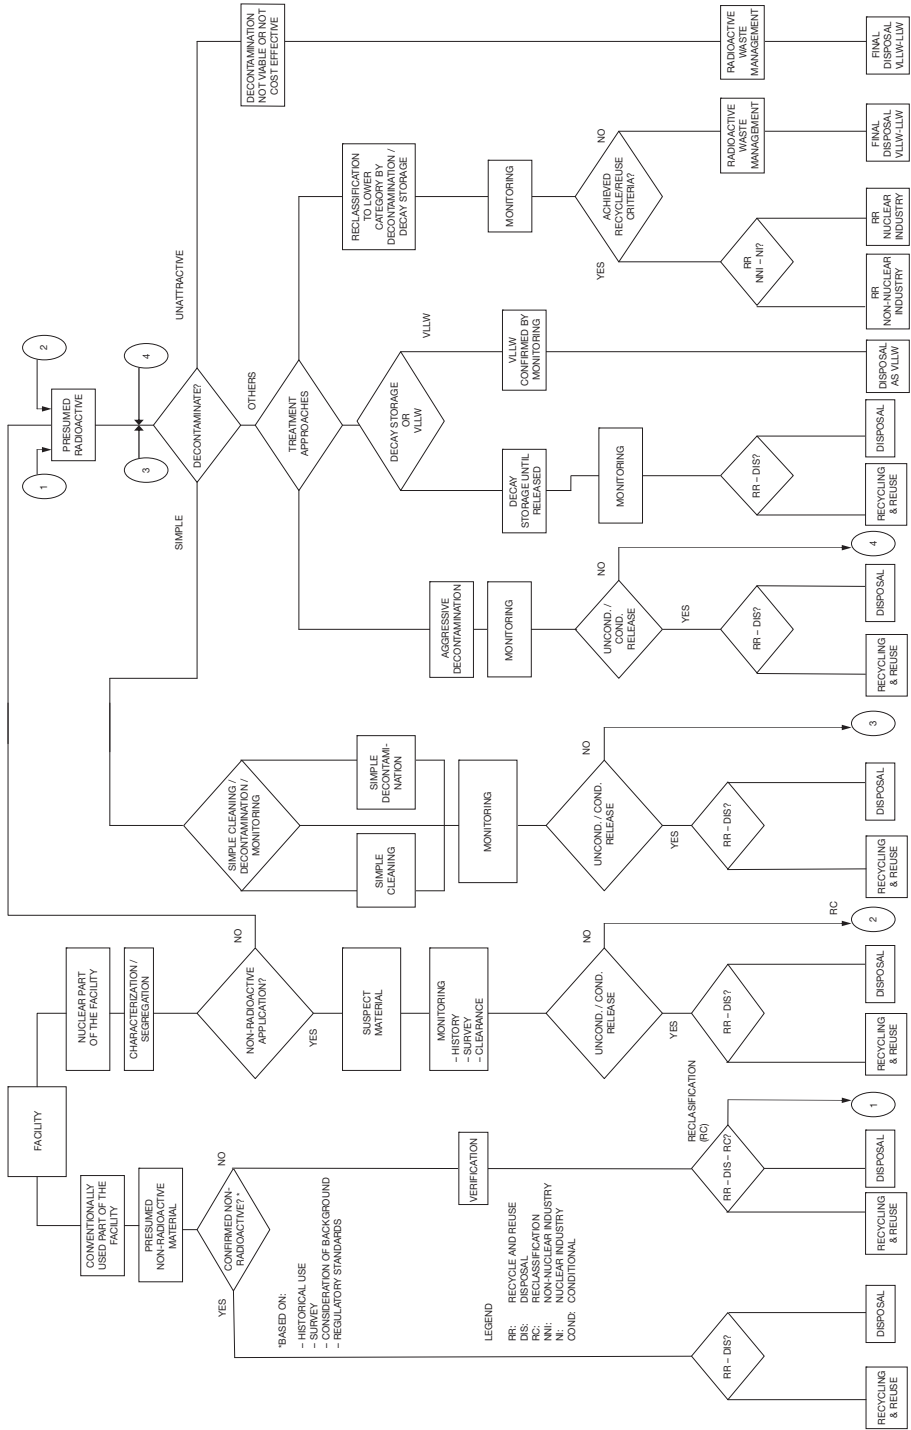 FACILITY
CONVENTIONALLY
USED PART OF THE
FACILITY
PRESUMED
NON-RADIOACTIVE
MATERIAL
CONFIRMED NON-
RADIOACTIVE? *
YES
NO
*BASED ON:
– HISTORICAL USE
– SURVEY
– CONSIDERATION OF BACKGROUND
– REGULATORY STANDARDS
LEGEND
RR: RECYCLE AND REUSE
DIS: DISPOSAL
RC: RECLASSIFICATION
NNI: NON-NUCLEAR INDUSTRY
NI: NUCLEAR INDUSTRY
COND: CONDITIONAL
RR – DIS?
RECYCLING
& REUSE
DISPOSAL
VERIFICATION
RECLASIFICATION
(RC)
RR – DIS – RC?
RECYCLING
& REUSE
DISPOSAL
1
NUCLEAR PART
OF THE FACILITY
CHARACTERIZATION /
SEGREGATION
NON-RADIOACTIVE
APPLICATION?
YES
NO
SUSPECT
MATERIAL
MONITORING
– HISTORY
– SURVEY
– CLEARANCE
UNCOND. / COND.
RELEASE
YES
NO
RC
RR – DIS?
RECYCLING
& REUSE
DISPOSAL
2
SIMPLE CLEANING /
DECONTAMINATION /
MONITORING
SIMPLE
CLEANING
SIMPLE
DECONTAMI-
NATION
MONITORING
UNCOND. / COND.
RELEASE
YES
NO
RR – DIS?
RECYCLING
& REUSE
DISPOSAL
3
1
2
PRESUMED
RADIOACTIVE
3
4
DECONTAMINATE?
SIMPLE
OTHERS
UNATTRACTIVE
TREATMENT
APPROACHES
AGGRESSIVE
DECONTAMINATION
MONITORING
UNCOND. /
COND.
RELEASE
YES
NO
RR – DIS?
RECYCLING
& REUSE
DISPOSAL
4
DECAY STORAGE
OR
VLLW
VLLW
DECAY
STORAGE UNTIL
RELEASED
MONITORING
RR – DIS?
RECYCLING
& REUSE
DISPOSAL
VLLW
CONFIRMED BY
MONITORING
DISPOSAL
AS VLLW
RECLASSIFICATION
TO LOWER
CATEGORY BY
DECONTAMINATION /
DECAY STORAGE
MONITORING
ACHIEVED
RECYCLE/REUSE
CRITERIA?
YES
NO
RR
NNI – NI?
RR
NON-NUCLEAR
INDUSTRY
RR
NUCLEAR
INDUSTRY
RADIOACTIVE
WASTE
MANAGEMENT
FINAL
DISPOSAL
VLLW-LLW
DECONTAMINATION
NOT VIABLE OR NOT
COST EFFECTIVE
RADIOACTIVE
WASTE
MANAGEMENT
FINAL
DISPOSAL
VLLW-LLW